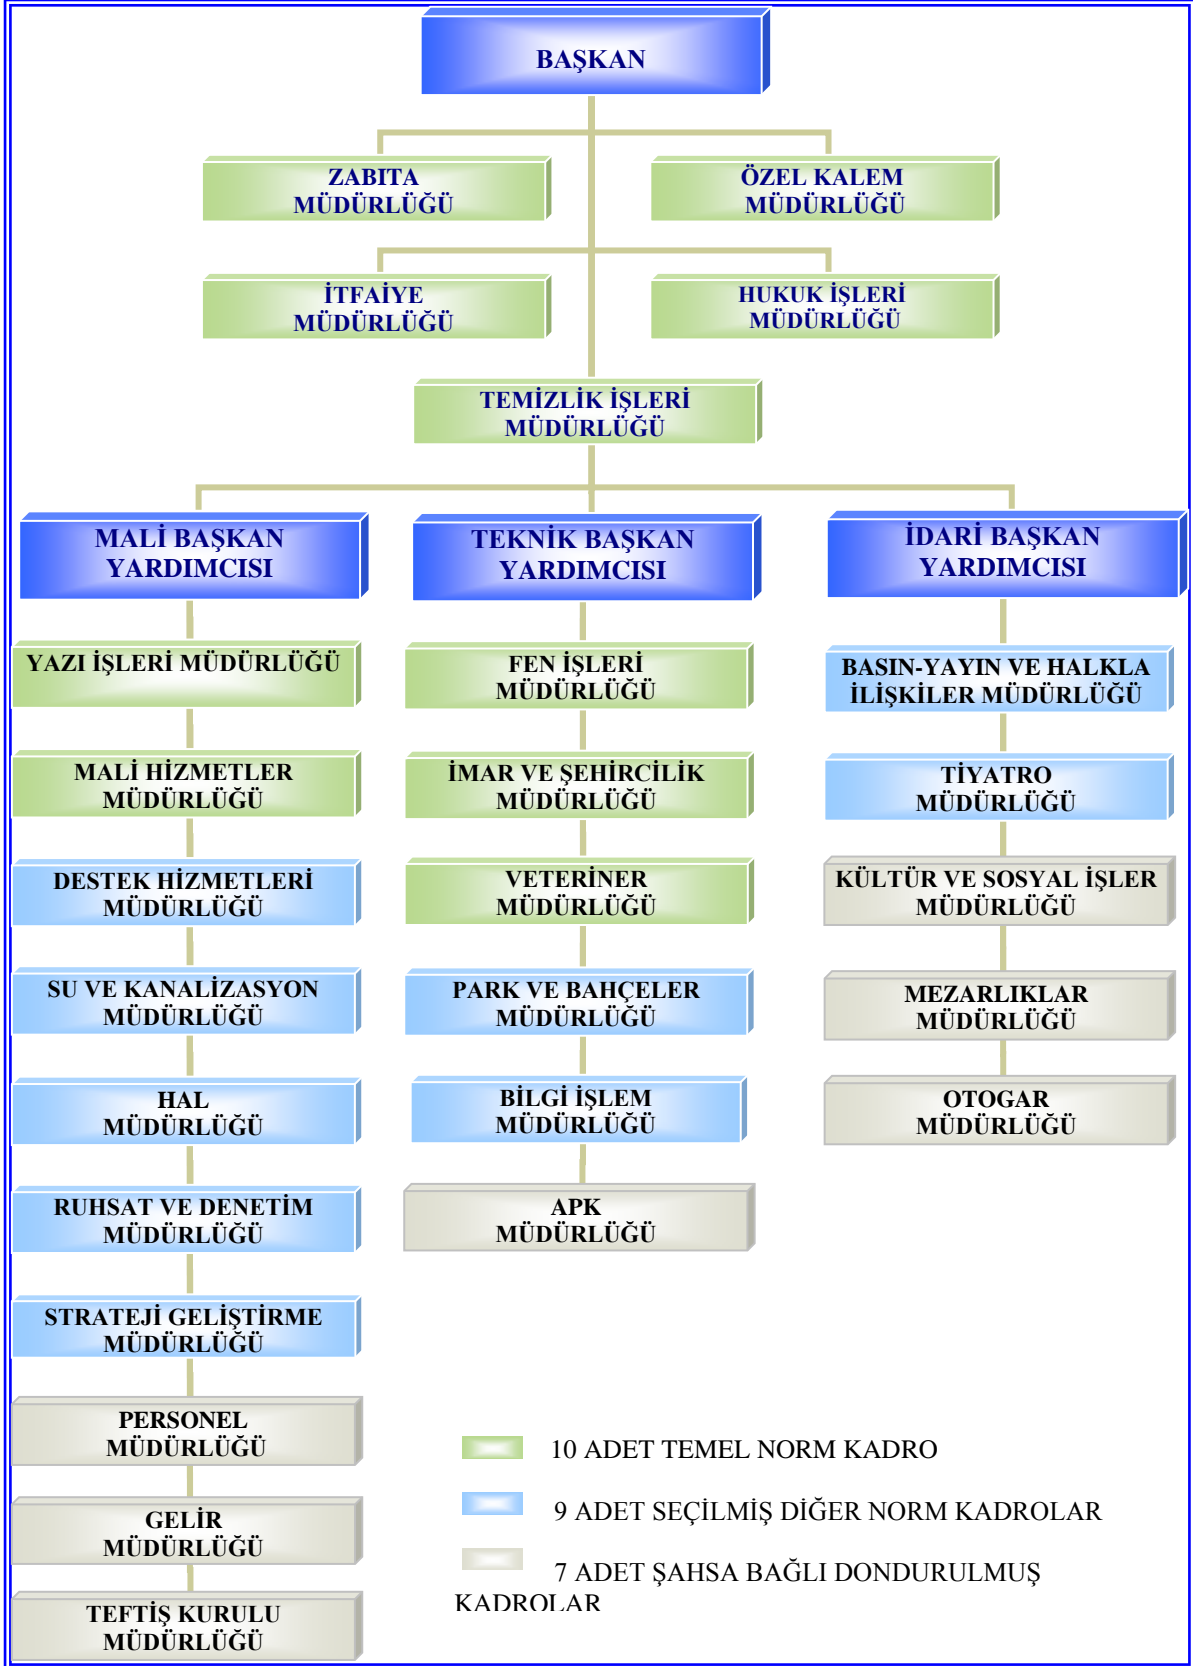 BAŞKAN
ZABITA
MÜDÜRLÜĞÜ
ÖZEL KALEM
MÜDÜRLÜĞÜ
İTFAİYE
MÜDÜRLÜĞÜ
HUKUK İŞLERİ
MÜDÜRLÜĞÜ
TEMİZLİK İŞLERİ
MÜDÜRLÜĞÜ
MALİ BAŞKAN
YARDIMCISI
YAZI İŞLERİ MÜDÜRLÜĞÜ
MALİ HİZMETLER
MÜDÜRLÜĞÜ
DESTEK HİZMETLERİ
MÜDÜRLÜĞÜ
SU VE KANALİZASYON
MÜDÜRLÜĞÜ
HAL
MÜDÜRLÜĞÜ
RUHSAT VE DENETİM
MÜDÜRLÜĞÜ
STRATEJİ GELİŞTİRME
MÜDÜRLÜĞÜ
PERSONEL
MÜDÜRLÜĞÜ
GELİR
MÜDÜRLÜĞÜ
TEFTİŞ KURULU
MÜDÜRLÜĞÜ
TEKNİK BAŞKAN
YARDIMCISI
FEN İŞLERİ
MÜDÜRLÜĞÜ
İMAR VE ŞEHİRCİLİK
MÜDÜRLÜĞÜ
VETERİNER
MÜDÜRLÜĞÜ
PARK VE BAHÇELER
MÜDÜRLÜĞÜ
BİLGİ İŞLEM
MÜDÜRLÜĞÜ
APK
MÜDÜRLÜĞÜ
İDARİ BAŞKAN
YARDIMCISI
BASIN-YAYIN VE HALKLA
İLİŞKİLER MÜDÜRLÜĞÜ
TİYATRO
MÜDÜRLÜĞÜ
KÜLTÜR VE SOSYAL İŞLER
MÜDÜRLÜĞÜ
MEZARLIKLAR
MÜDÜRLÜĞÜ
OTOGAR
MÜDÜRLÜĞÜ
10 ADET TEMEL NORM KADRO
9 ADET SEÇİLMİŞ DİĞER NORM KADROLAR
7 ADET ŞAHSA BAĞLI DONDURULMUŞ
KADROLAR